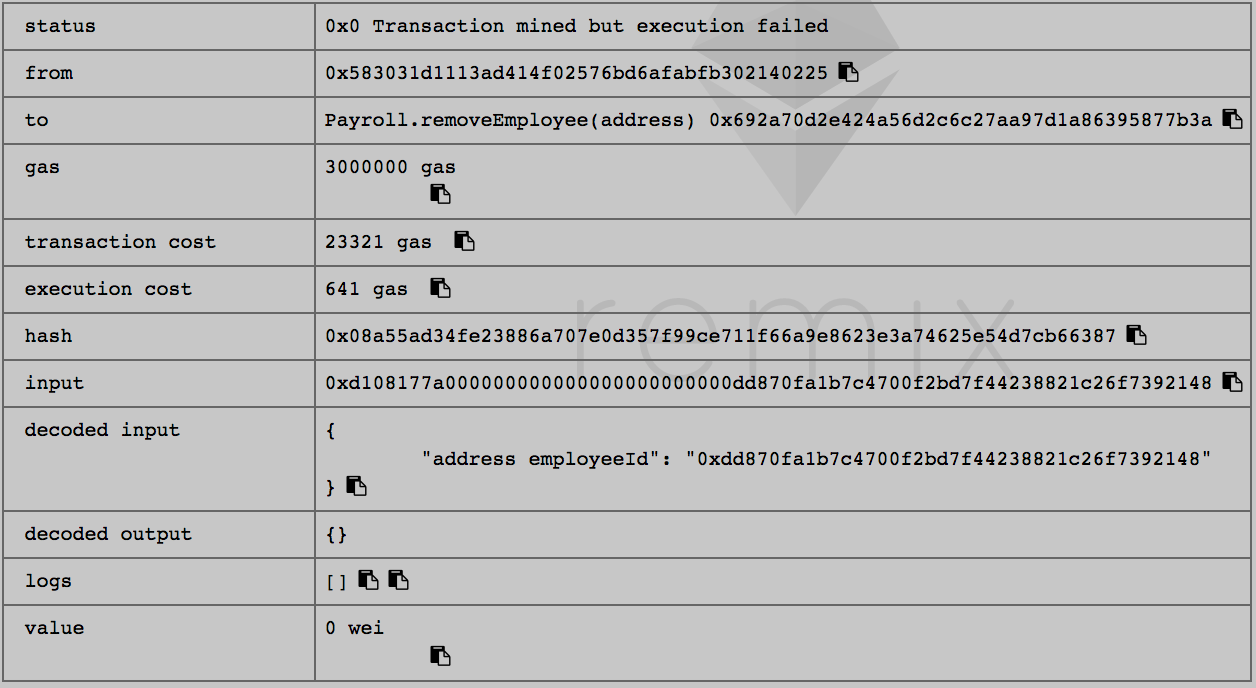 status 0x0 Transaction mined but execution failed
from 0x583031d1113ad414f02576bd6afabfb302140225
to Payroll.removeEmployee(address) 0x692a70d2e424a56d2c6c27aa97d1a86395877b3a
gas 3000000 gas
transaction cost 23321 gas
execution cost 641 gas
hash 0x08a55ad34fe23886a707e0d357f99ce711f66a9e8623e3a74625e54d7cb66387
input 0xd108177a000000000000000000000000dd870fa1b7c4700f2bd7f44238821c26f7392148
decoded input {
"address employeeId": "0xdd870fa1b7c4700f2bd7f44238821c26f7392148"
}
decoded output {}
logs []
value 0 wei
remix